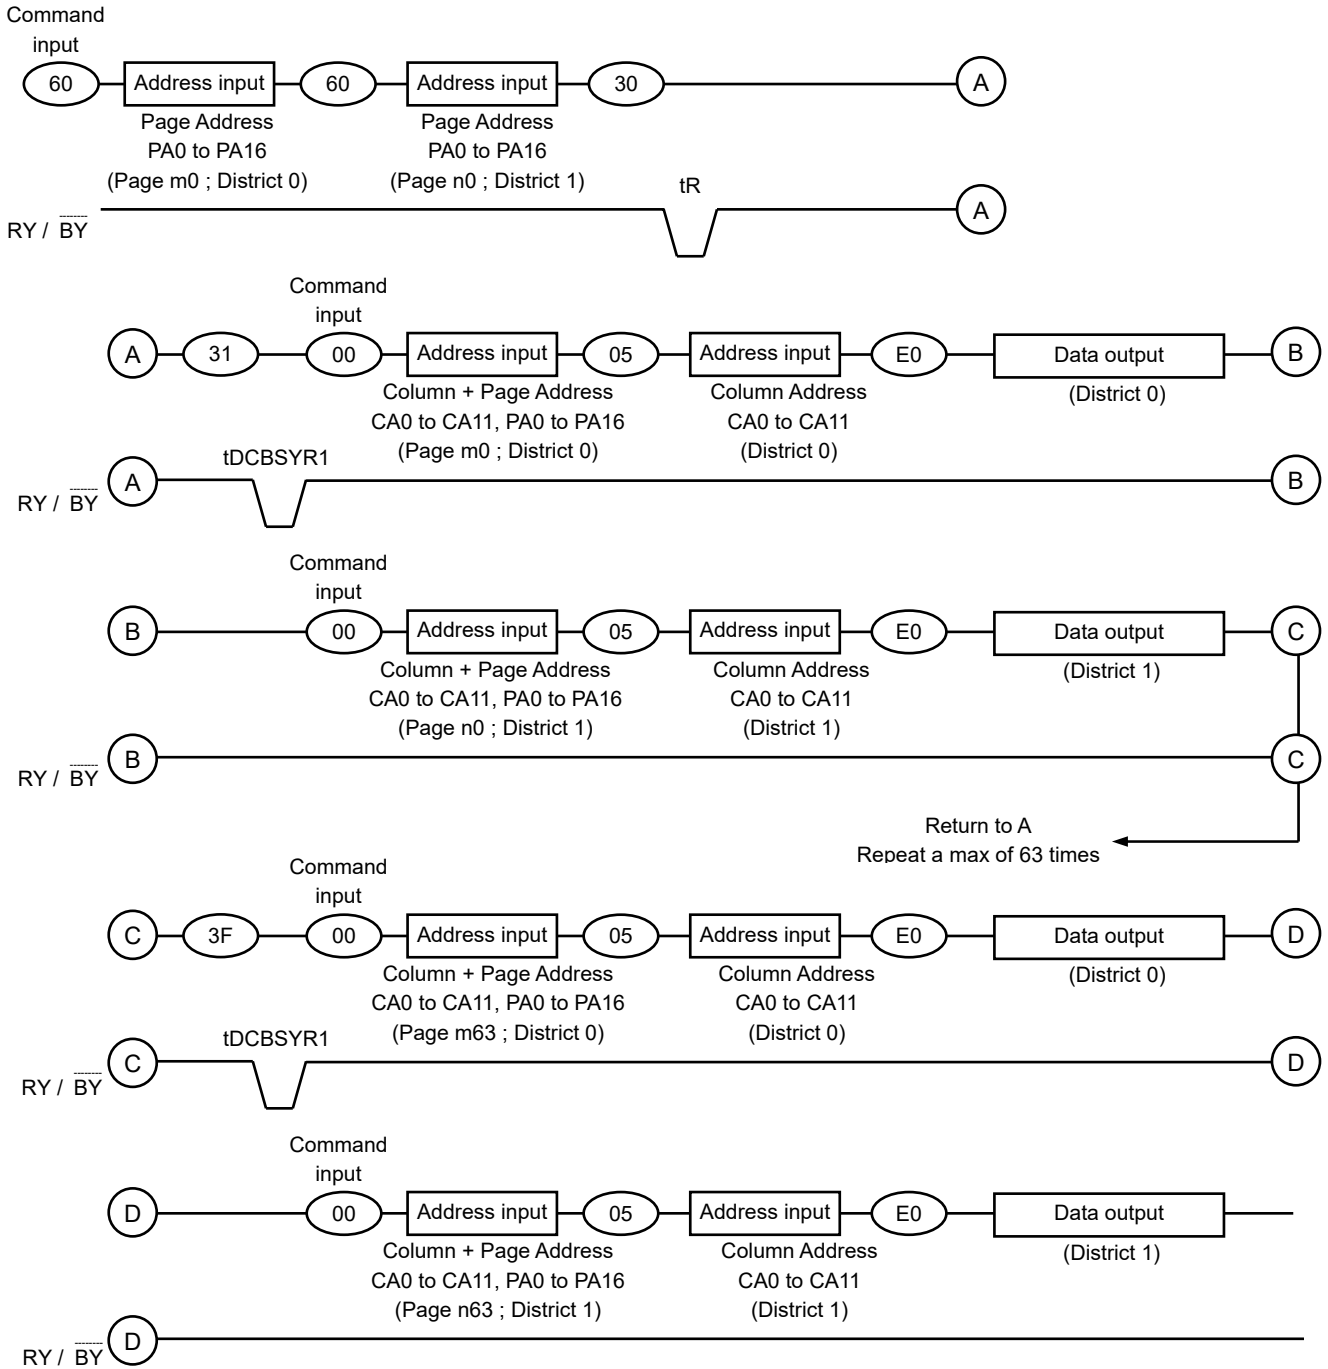 Command
input
60 Address input 60 Address input 30 A
Page Address Page Address
PA0 to PA16 PA0 to PA16
(Page m0 ; District 0) (Page n0 ; District 1)
tR
RY / BY A
Command
input
A 31 00 Address input 05 Address input E0 Data output B
Column + Page Address Column Address (District 0)
CA0 to CA11, PA0 to PA16 CA0 to CA11
(Page m0 ; District 0) (District 0)
tDCBSYR1
RY / BY A B
Command
input
B 00 Address input 05 Address input E0 Data output C
Column + Page Address Column Address (District 1)
CA0 to CA11, PA0 to PA16 CA0 to CA11
(Page n0 ; District 1) (District 1)
RY / BY B C
Return to A
Repeat a max of 63 times
Command
input
C 3F 00 Address input 05 Address input E0 Data output D
Column + Page Address Column Address (District 0)
CA0 to CA11, PA0 to PA16 CA0 to CA11
(Page m63 ; District 0) (District 0)
tDCBSYR1
RY / BY C D
Command
input
D 00 Address input 05 Address input E0 Data output
Column + Page Address Column Address (District 1)
CA0 to CA11, PA0 to PA16 CA0 to CA11
(Page n63 ; District 1) (District 1)
RY / BY D